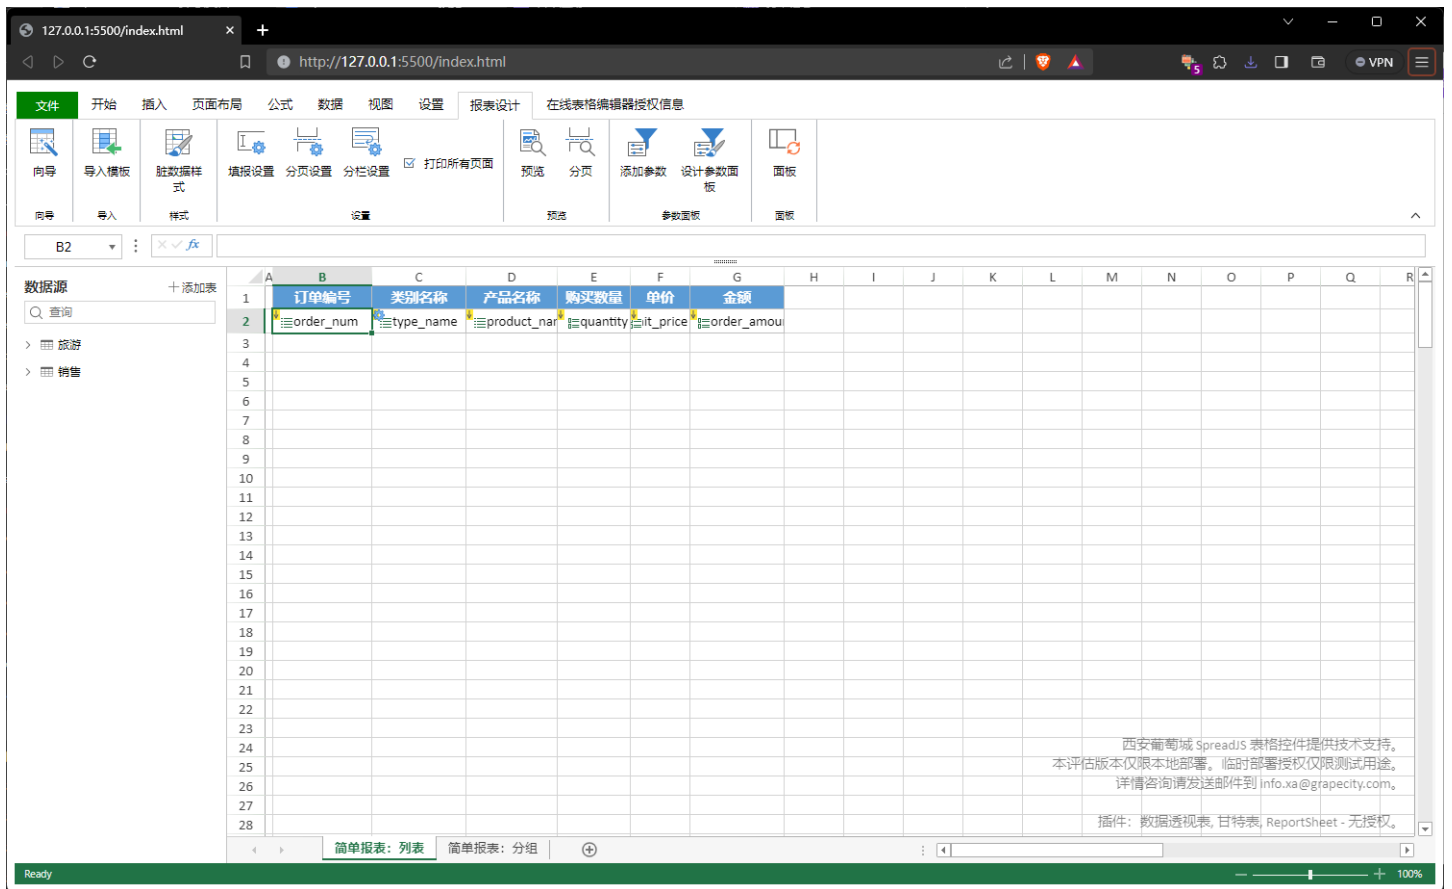 127.0.0.1:5500/index.html
http://127.0.0.1:5500/index.html
5
VPN
文件 开始 插入 页面布局 公式 数据 视图 设置 报表设计 在线表格编辑器授权信息
向导 导入模板 脏数据样式 填报设置 分页设置 分栏设置 打印所有页面 预览 分页 添加参数 设计参数面板 面板
向导 导入 样式 设置 预览 参数面板 面板
B2 fx
数据源 添加表
查询
旅游
销售
A B C D E F G H I J K L M N O P Q R
1 订单编号 类别名称 产品名称 购买数量 单价 金额
2 order_num type_name product_nar quantity it_price order_amou
3
4
5
6
7
8
9
10
11
12
13
14
15
16
17
18
19
20
21
22
23
24
25
26
27
28
西安葡萄城 SpreadJS 表格控件提供技术支持。
本评估版本仅限本地部署。临时部署授权仅限测试用途。
详情咨询请发送邮件到 info.xa@grapecity.com。
插件：数据透视表, 甘特表, ReportSheet - 无授权。
简单报表：列表 简单报表：分组
Ready 100%